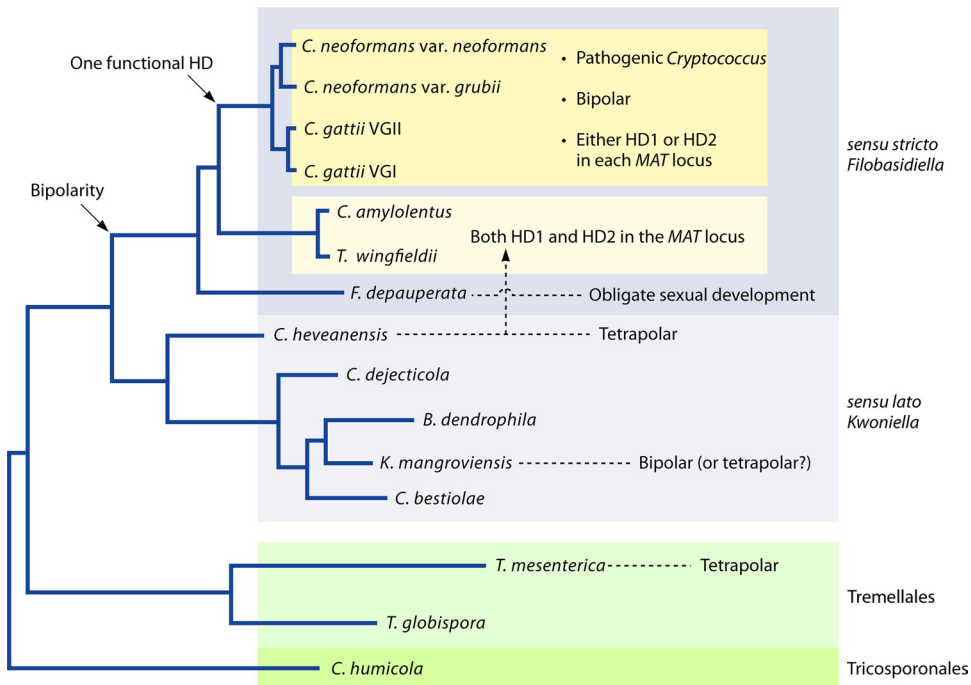 One functional HD
Bipolarity
C. neoformans var. neoformans
C. neoformans var. grubii
C. gattii VGII
C. gattii VGI
• Pathogenic Cryptococcus
• Bipolar
• Either HD1 or HD2
in each MAT locus
sensu stricto
Filobasidiella
C. amylolentus
Both HD1 and HD2 in the MAT locus
T. wingfieldii
F. depauperata
Obligate sexual development
C. heveanensis
Tetrapolar
C. dejecticola
sensu lato
Kwoniella
B. dendrophila
K. mangroviensis
Bipolar (or tetrapolar?)
C. bestiolae
T. mesenterica
Tetrapolar
Tremellales
T. globispora
C. humicola
Tricosporonales